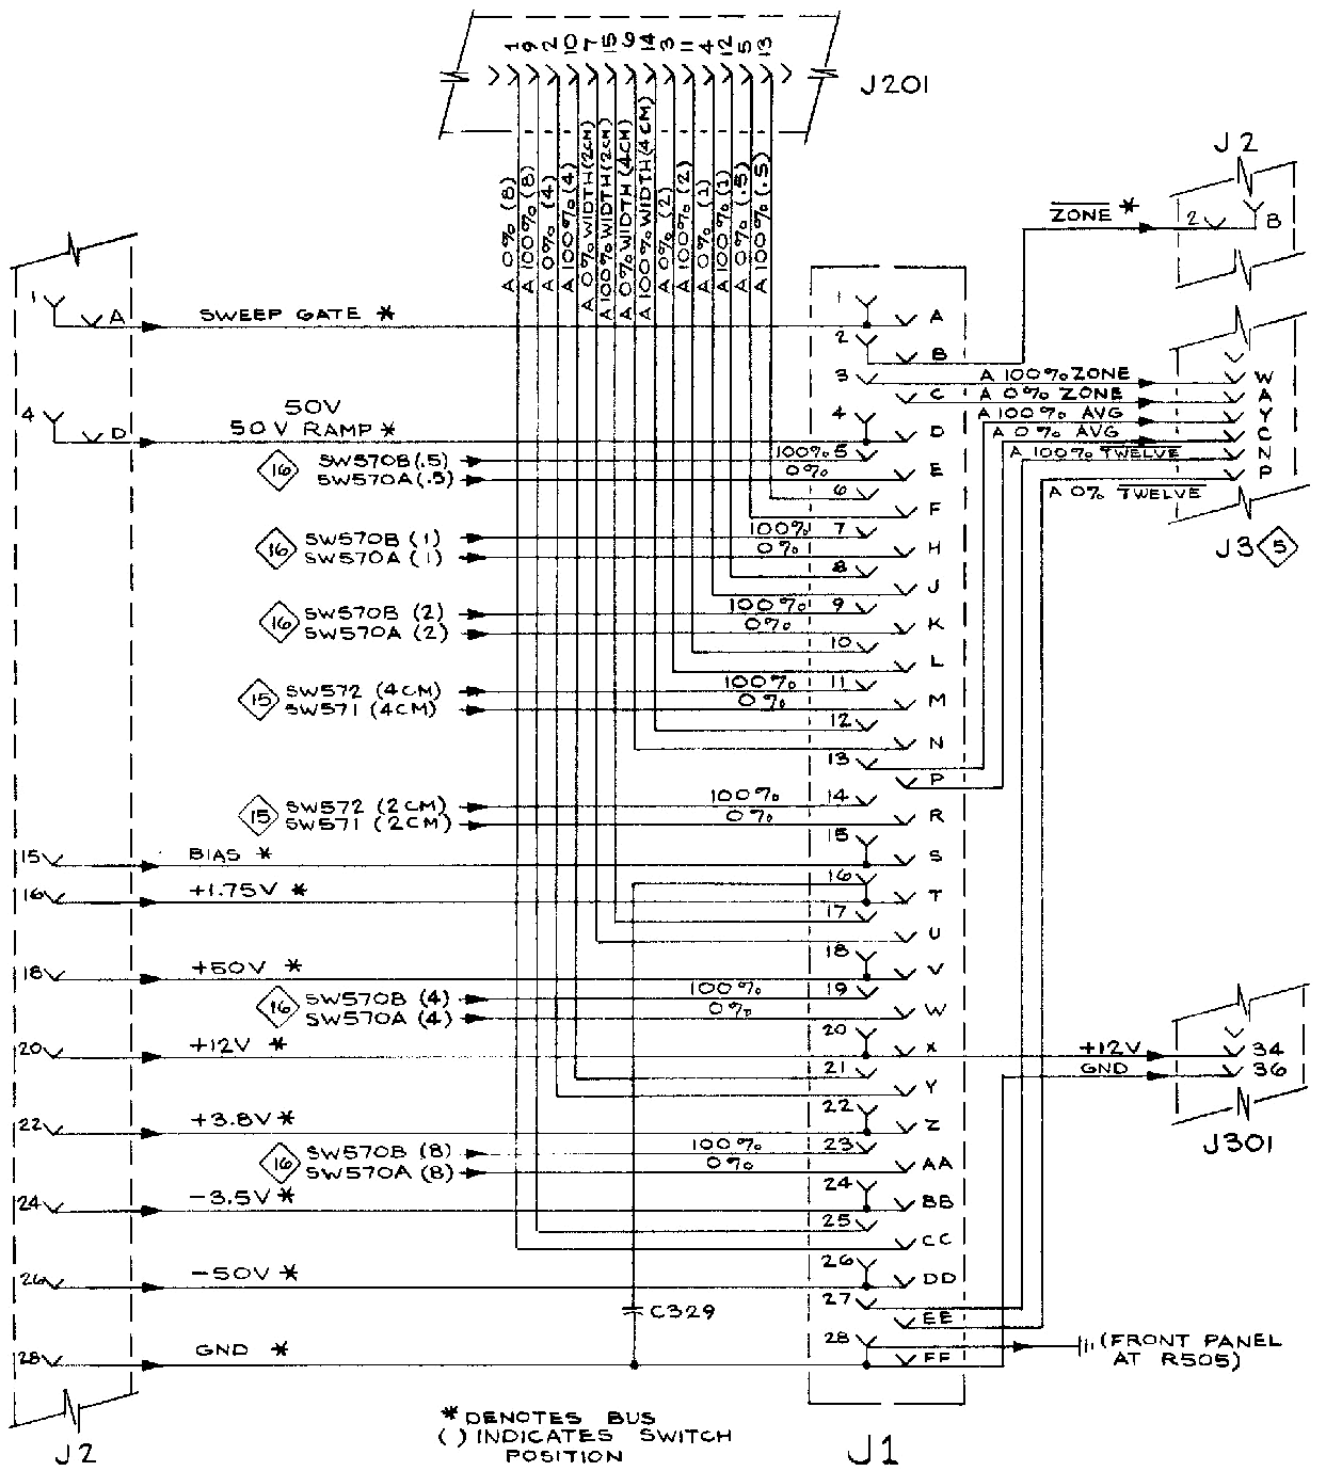 1 9 2 10 7 15 9 14 3 11 4 12 5 13
J201
A 0% (8)
A 100% (8)
A 0% (4)
A 100% (4)
A 0% WIDTH (2CM)
A 100% WIDTH (2CM)
A 0% WIDTH (4CM)
A 100% WIDTH (4CM)
A 0% (2)
A 100% (2)
A 0% (1)
A 100% (1)
A 0% (.5)
A 100% (.5)
J2
ZONE *
2 B
1 A SWEEP GATE * 1 A
2 B
3 A 100% ZONE W
C A 0% ZONE A
A 100% AVG Y
A 0% AVG C
A 100% TWELVE N
A 0% TWELVE P
J3 5
50V
4 D 50V RAMP * 4 D
16 SW570B (.5) 100% 5
SW570A (.5) 0% E
6
F
16 SW570B (1) 100% 7
SW570A (1) 0% H
8
J
16 SW570B (2) 100% 9
SW570A (2) 0% K
10
L
15 SW572 (4CM) 100% 11
SW571 (4CM) 0% M
12
N
13
P
15 SW572 (2CM) 100% 14
SW571 (2CM) 0% R
15
15 BIAS * S
16
16 +1.75V * T
17
U
18
18 +50V * V
16 SW570B (4) 100% 19
SW570A (4) 0% W
20
20 +12V * X +12V 34
21 GND 36
Y
J301
22
22 +3.8V * Z
16 SW570B (8) 100% 23
SW570A (8) 0% AA
24
24 -3.5V * BB
25
CC
26
26 -50V * DD
27
C329 EE
28 (FRONT PANEL
AT R505)
28 GND * FF
* DENOTES BUS
( ) INDICATES SWITCH
POSITION
J2
J1